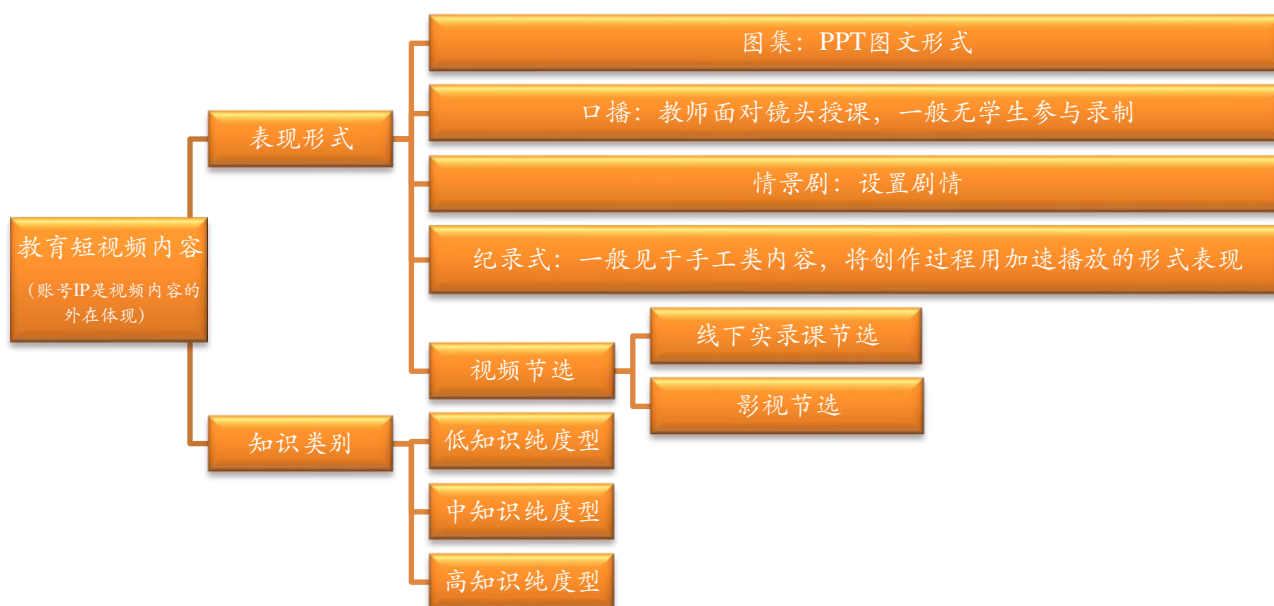 教育短视频内容
（账号IP是视频内容的
外在体现）
表现形式
图集：PPT图文形式
口播：教师面对镜头授课，一般无学生参与录制
情景剧：设置剧情
纪录式：一般见于手工类内容，将创作过程用加速播放的形式表现
视频节选
线下实录课节选
影视节选
知识类别
低知识纯度型
中知识纯度型
高知识纯度型